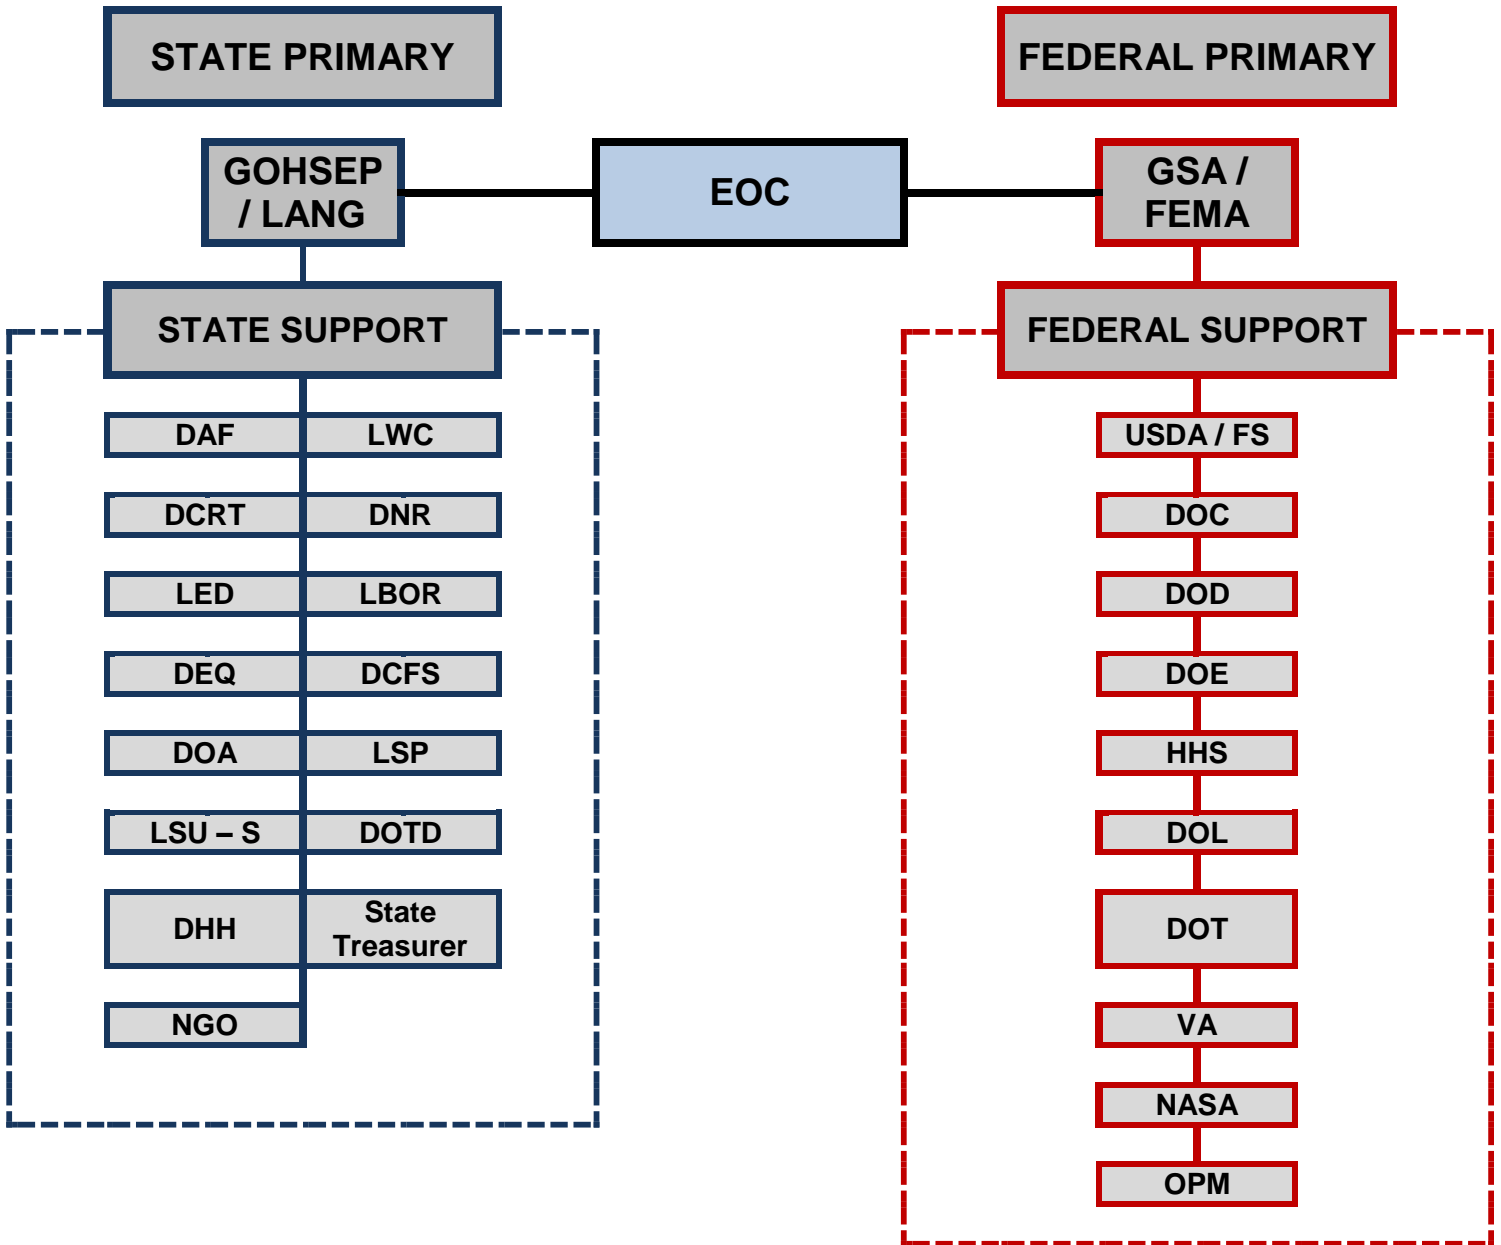 STATE PRIMARY
FEDERAL PRIMARY
GOHSEP
/ LANG
EOC
GSA /
FEMA
STATE SUPPORT
FEDERAL SUPPORT
DAF
LWC
USDA / FS
DCRT
DNR
DOC
LED
LBOR
DOD
DEQ
DCFS
DOE
DOA
LSP
HHS
LSU – S
DOTD
DOL
DHH
State
Treasurer
DOT
NGO
VA
NASA
OPM